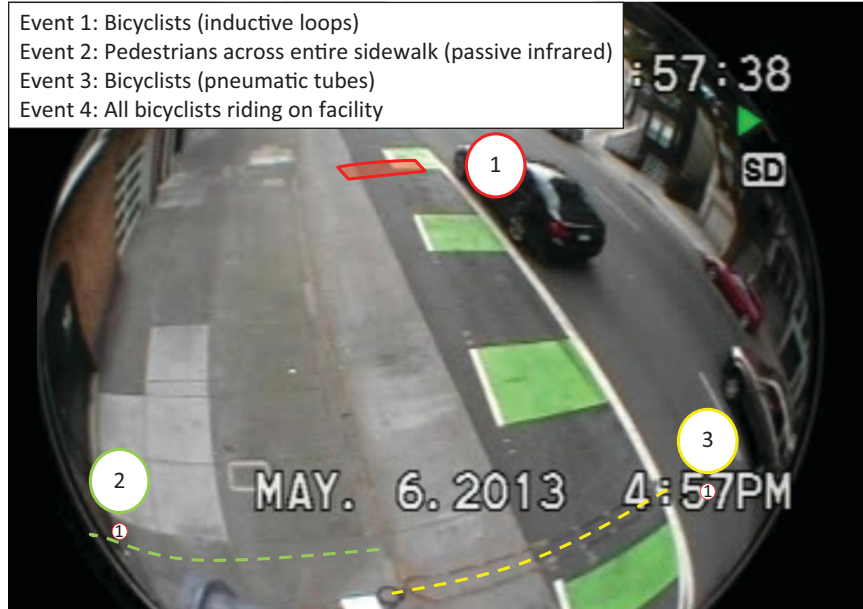 Event 1: Bicyclists (inductive loops)
Event 2: Pedestrians across entire sidewalk (passive infrared)
Event 3: Bicyclists (pneumatic tubes)
Event 4: All bicyclists riding on facility
:57:38
SD
1
3
2
MAY. 6.2013 4:57PM
1
1